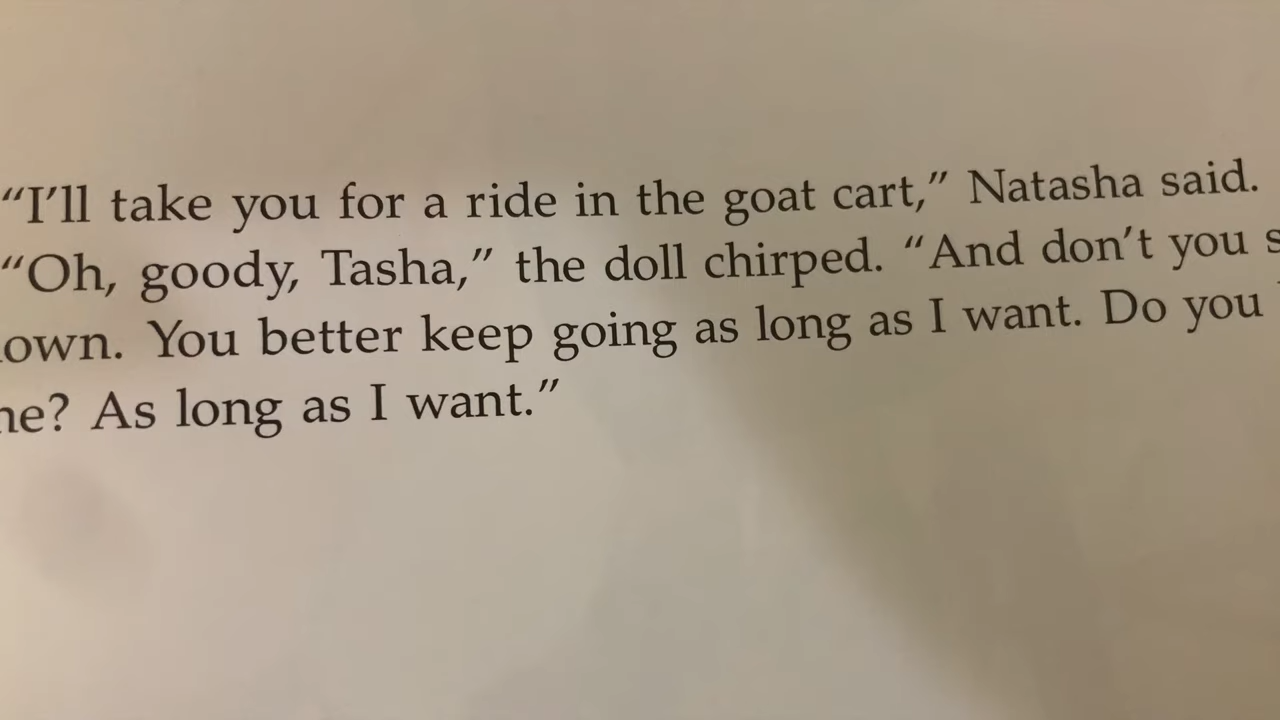 “I’ll take you for a ride in the goat cart,” Natasha said.
“Oh, goody, Tasha,” the doll chirped. “And don’t you
own. You better keep going as long as I want. Do you
As long as I want.”